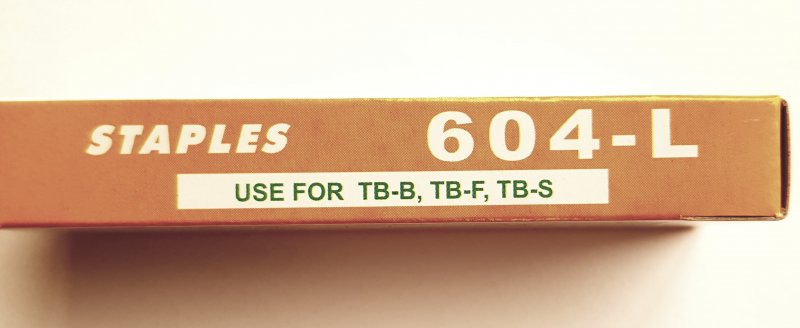 STAPLES 604-L
USE FOR TB-B, TB-F, TB-S